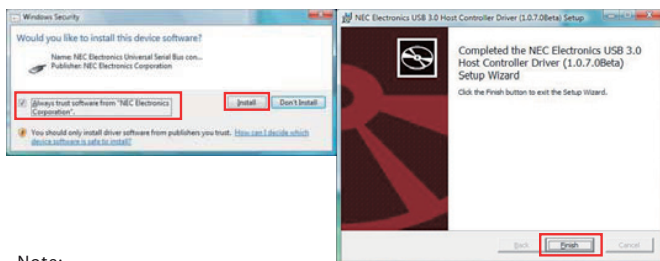 Windows Security
Would you like to install this device software?
Name: NEC Electronics Universal Serial Bus con...
Publisher: NEC Electronics Corporation
Always trust software from "NEC Electronics
Corporation".
Install
Don't Install
You should only install driver software from publishers you trust. How can I decide which
device software is safe to install?
NEC Electronics USB 3.0 Host Controller Driver (1.0.7.0Beta) Setup
Completed the NEC Electronics USB 3.0
Host Controller Driver (1.0.7.0Beta)
Setup Wizard
Click the Finish button to exit the Setup Wizard.
Back
Finish
Cancel
Note: